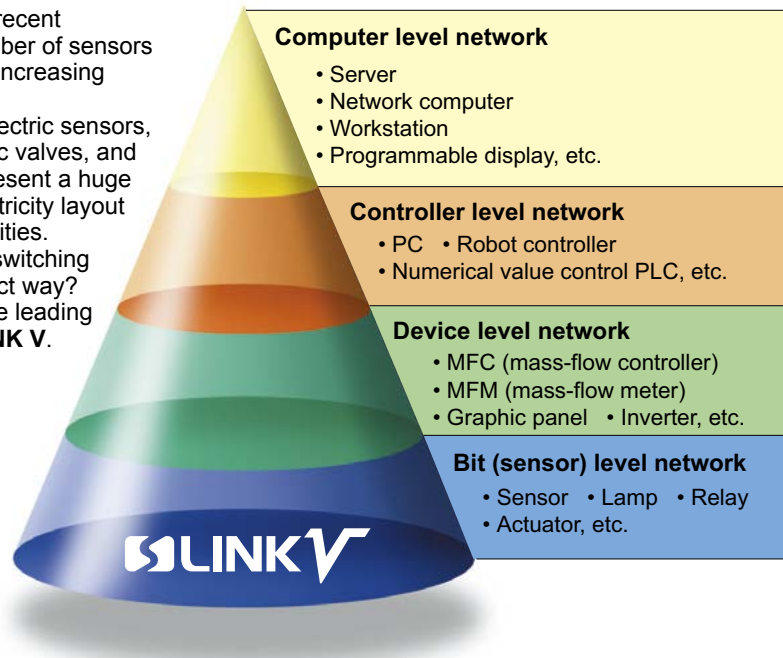 recent
ber of sensors
increasing
ectric sensors,
c valves, and
esent a huge
tricity layout
ities.
switching
ct way?
e leading
NK V.
Computer level network
• Server
• Network computer
• Workstation
• Programmable display, etc.
Controller level network
• PC • Robot controller
• Numerical value control PLC, etc.
Device level network
• MFC (mass-flow controller)
• MFM (mass-flow meter)
• Graphic panel • Inverter, etc.
Bit (sensor) level network
• Sensor • Lamp • Relay
• Actuator, etc.
S LINK V